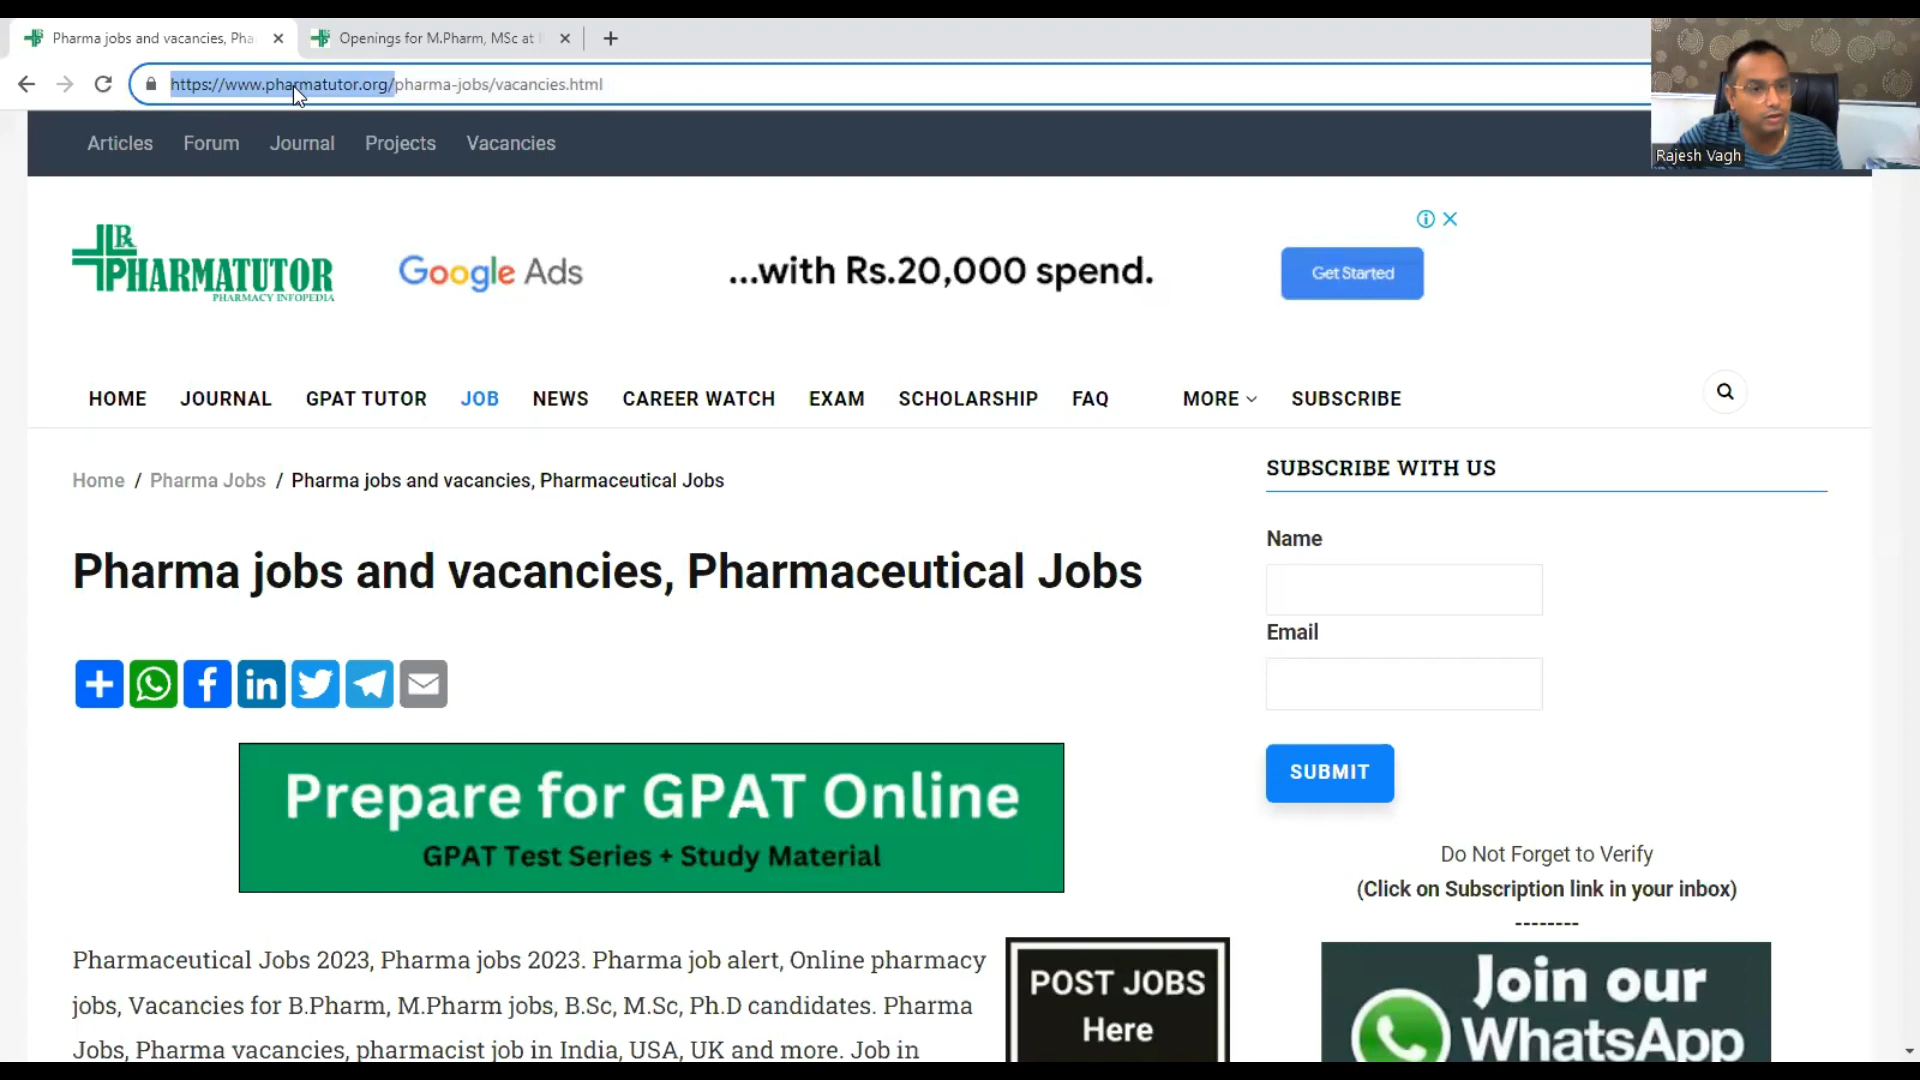 Pharma jobs and vacancies, Pha
Openings for M.Pharm, MSc at
https://www.pharmatutor.org/pharma-jobs/vacancies.html
Rajesh Vagh
Articles Forum Journal Projects Vacancies
Rx
PHARMATUTOR
PHARMACY INFOPEDIA
Google Ads
...with Rs.20,000 spend.
Get Started
HOME JOURNAL GPAT TUTOR JOB NEWS CAREER WATCH EXAM SCHOLARSHIP FAQ MORE SUBSCRIBE
Home / Pharma Jobs / Pharma jobs and vacancies, Pharmaceutical Jobs
Pharma jobs and vacancies, Pharmaceutical Jobs
Prepare for GPAT Online
GPAT Test Series + Study Material
Pharmaceutical Jobs 2023, Pharma jobs 2023. Pharma job alert, Online pharmacy
jobs, Vacancies for B.Pharm, M.Pharm jobs, B.Sc, M.Sc, Ph.D candidates. Pharma
Jobs, Pharma vacancies, pharmacist job in India, USA, UK and more. Job in
POST JOBS
Here
SUBSCRIBE WITH US
Name
Email
SUBMIT
Do Not Forget to Verify
(Click on Subscription link in your inbox)
--------
Join our
WhatsApp